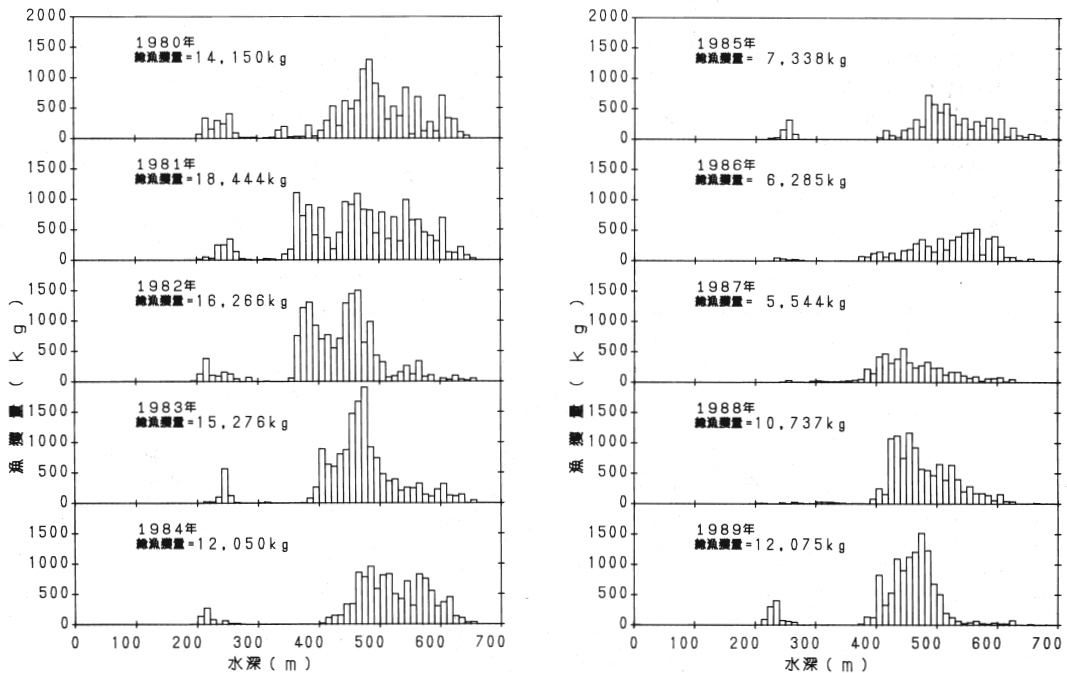 2000
1500
1000
500
0
1980年
総漁獲量=14,150kg
1500
1000
500
0
1981年
総漁獲量=18,444kg
1500
1000
500
0
1982年
総漁獲量=16,266kg
1500
1000
500
0
1983年
総漁獲量=15,276kg
1500
1000
500
0
1984年
総漁獲量=12,050kg
0 100 200 300 400 500 600 700
水深(m)
漁獲量(kg)
2000
1500
1000
500
0
1985年
総漁獲量= 7,338kg
1500
1000
500
0
1986年
総漁獲量= 6,285kg
1500
1000
500
0
1987年
総漁獲量= 5,544kg
1500
1000
500
0
1988年
総漁獲量=10,737kg
1500
1000
500
0
1989年
総漁獲量=12,075kg
0 100 200 300 400 500 600 700
水深(m)
漁獲量(kg)